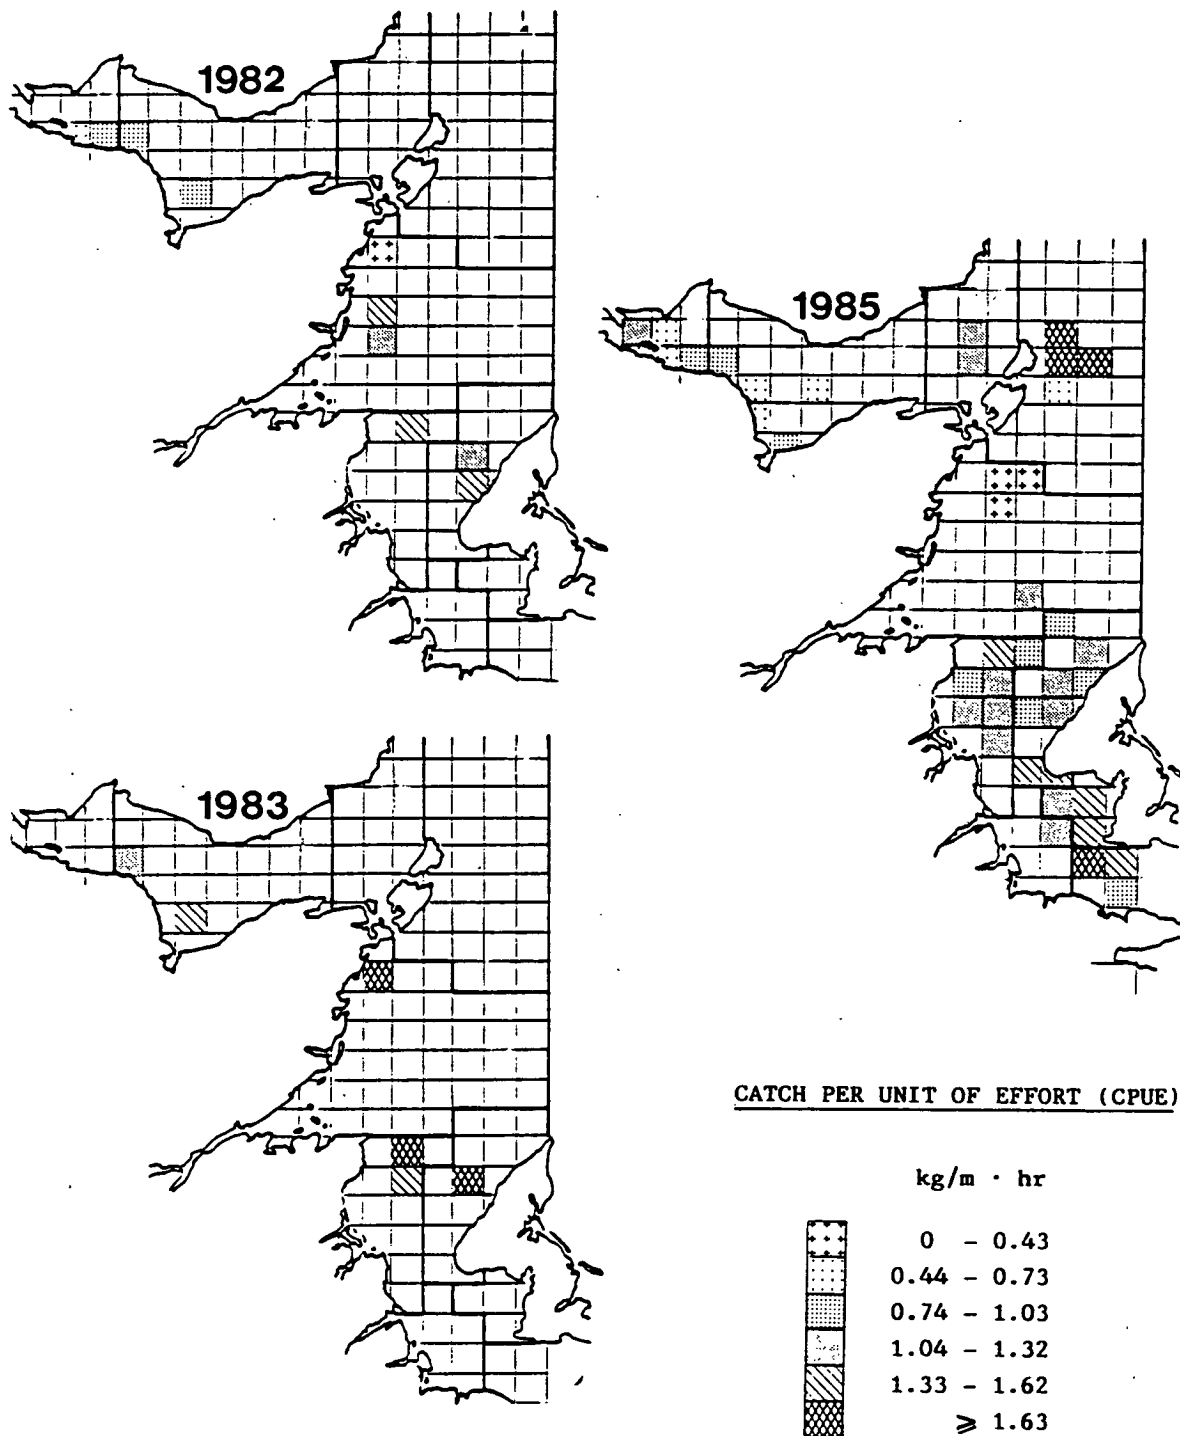 1982
1985
1983
CATCH PER UNIT OF EFFORT (CPUE)
kg/m · hr
0 - 0.43
0.44 - 0.73
0.74 - 1.03
1.04 - 1.32
1.33 - 1.62
⩾ 1.63